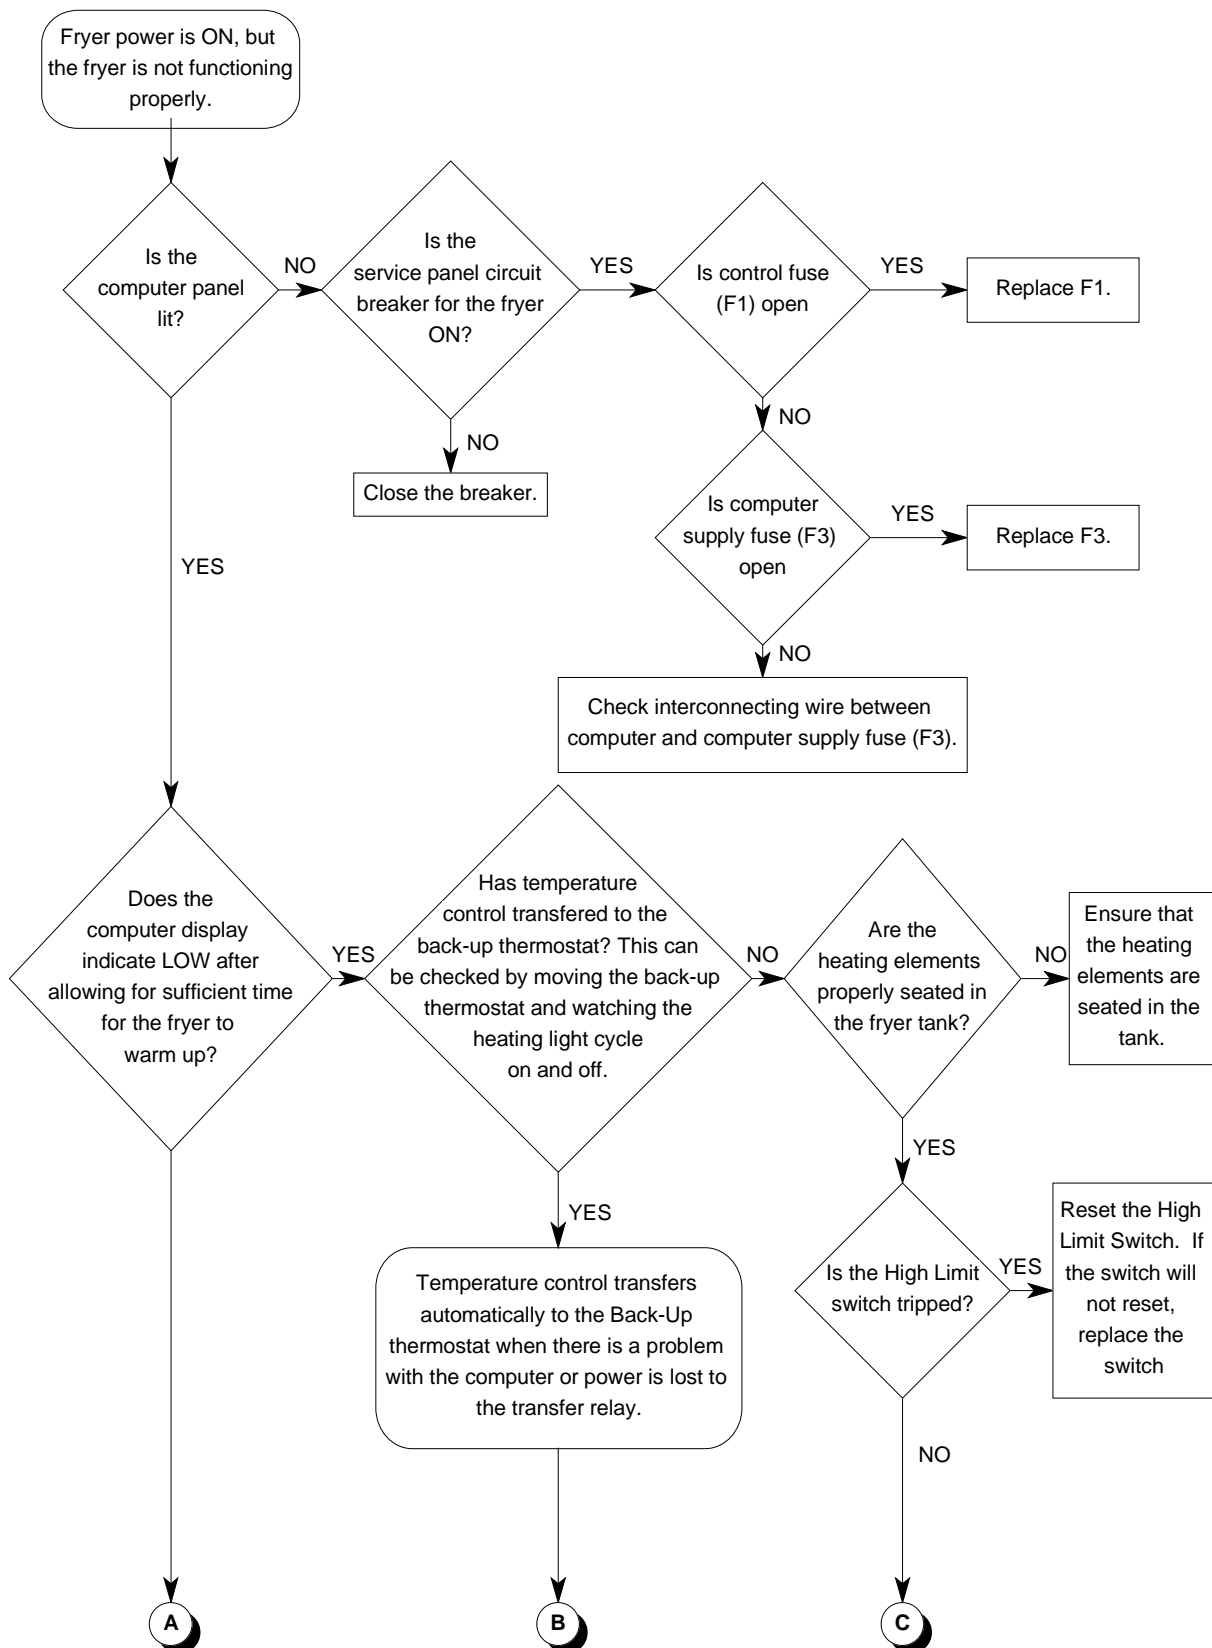 Fryer power is ON, but
the fryer is not functioning
properly.
Is the
computer panel
lit?
NO
Is the
service panel circuit
breaker for the fryer
ON?
YES
Is control fuse
(F1) open
YES
Replace F1.
NO
Close the breaker.
NO
Is computer
supply fuse (F3)
open
YES
Replace F3.
NO
Check interconnecting wire between
computer and computer supply fuse (F3).
YES
Does the
computer display
indicate LOW after
allowing for sufficient time
for the fryer to
warm up?
YES
Has temperature
control transfered to the
back-up thermostat? This can
be checked by moving the back-up
thermostat and watching the
heating light cycle
on and off.
NO
Are the
heating elements
properly seated in
the fryer tank?
NO
Ensure that
the heating
elements are
seated in the
tank.
YES
Is the High Limit
switch tripped?
YES
Reset the High
Limit Switch. If
the switch will
not reset,
replace the
switch
YES
Temperature control transfers
automatically to the Back-Up
thermostat when there is a problem
with the computer or power is lost to
the transfer relay.
NO
A
B
C